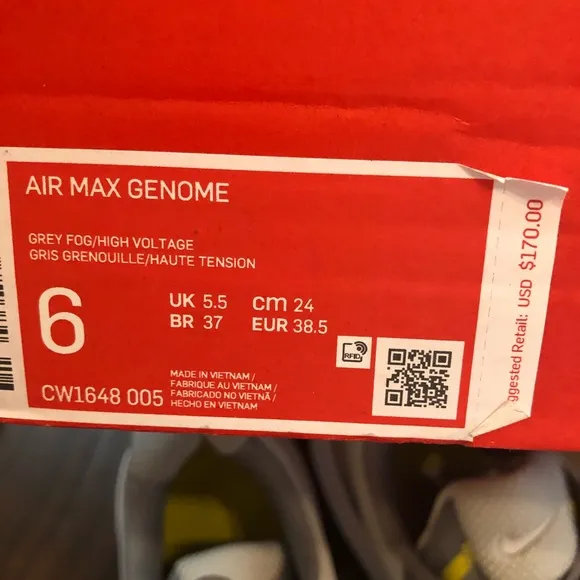 AIR MAX GENOME
GREY FOG/HIGH VOLTAGE
GRIS GRENOUILLE/HAUTE TENSION
6
UK 5.5 cm 24
BR 37 EUR 38.5
RFID
CW1648 005
MADE IN VIETNAM /
FABRIQUE AU VIETNAM /
FABRICADO NO VIETNÃ /
HECHO EN VIETNAM
ggested Retail: USD $170.00